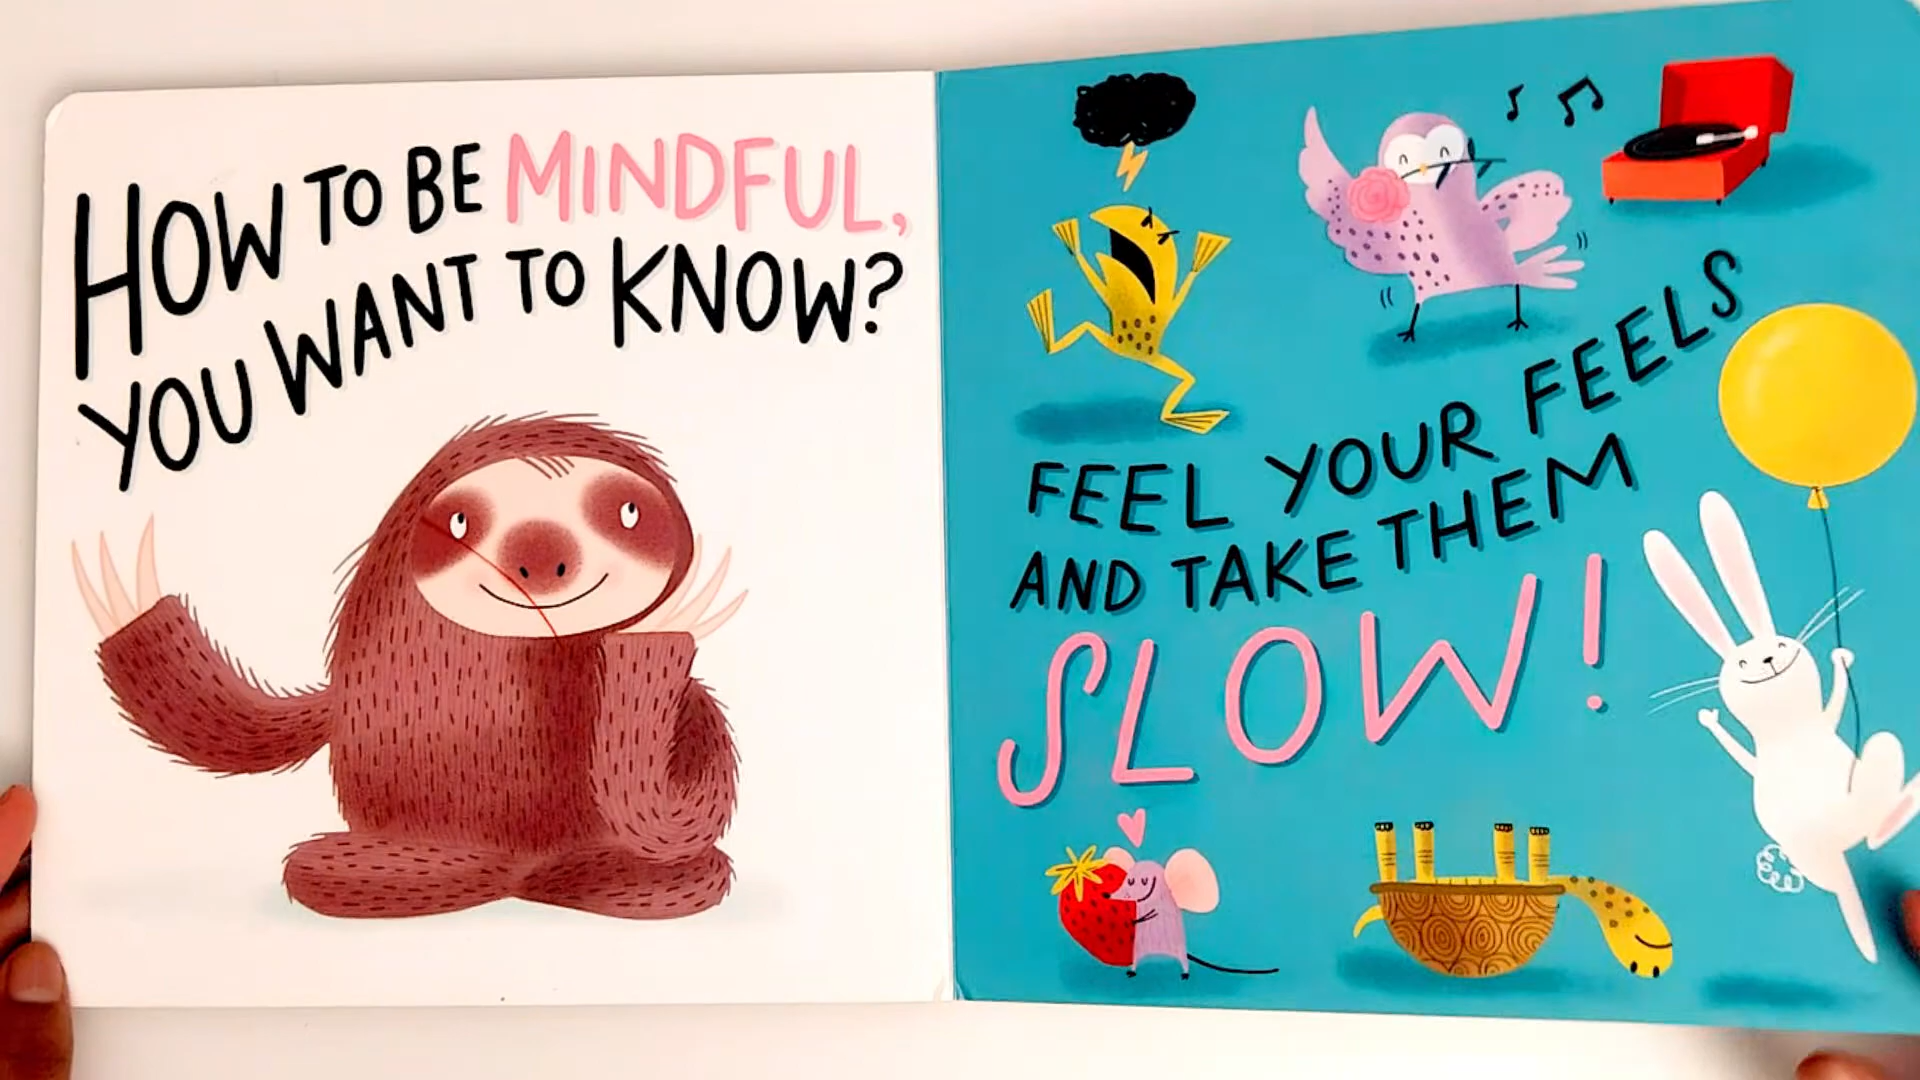 HOW TO BE MINDFUL,
YOU WANT TO KNOW?
FEEL YOUR FEELS
AND TAKE THEM
SLOW!